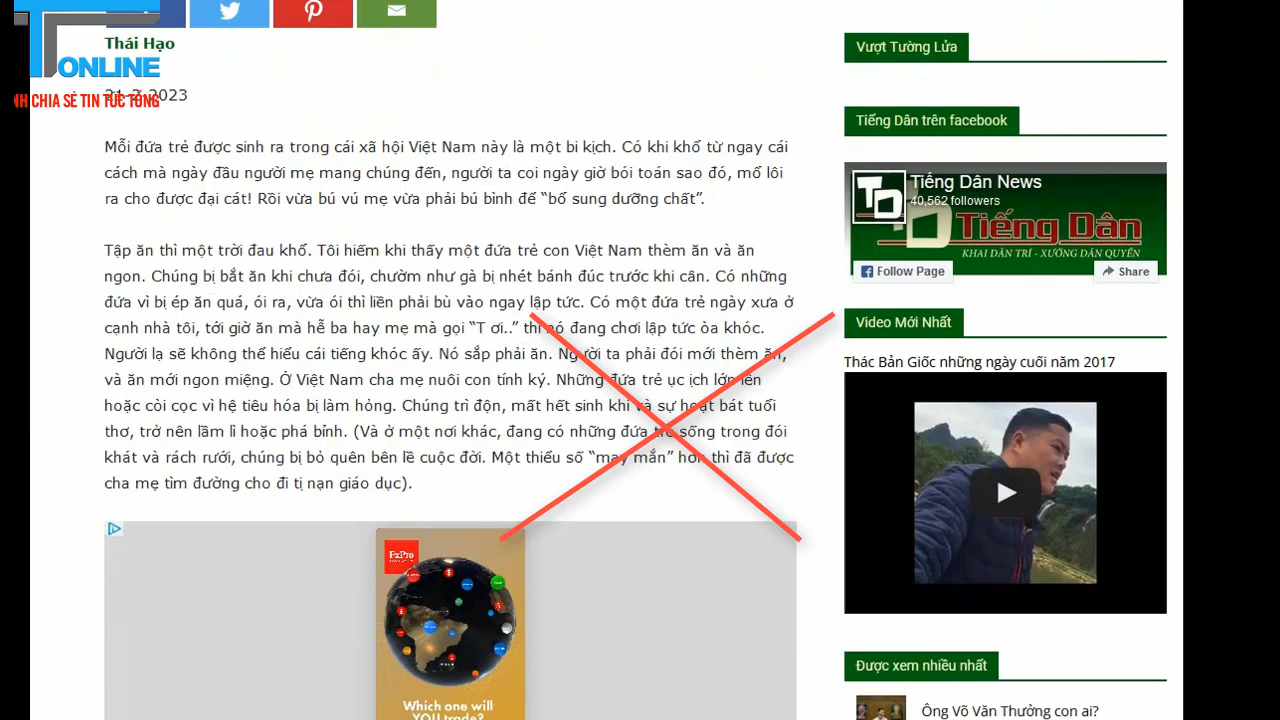 ONLINE
NH CHIA SẺ TIN TỨC TỔNG
Thái Hạo
2023
Mỗi đứa trẻ được sinh ra trong cái xã hội Việt Nam này là một bi kịch. Có khi khổ từ ngay cái
cách mà ngày đầu người mẹ mang chúng đến, người ta coi ngày giờ bói toán sao đó, mổ lôi
ra cho được đại cát! Rồi vừa bú vú mẹ vừa phải bú bình để “bổ sung dưỡng chất”.
Tập ăn thì một trời đau khổ. Tôi hiếm khi thấy một đứa trẻ con Việt Nam thèm ăn và ăn
ngon. Chúng bị bắt ăn khi chưa đói, chườm như gà bị nhét bánh đúc trước khi cân. Có những
đứa vì bị ép ăn quá, ói ra, vừa ói thì liền phải bù vào ngay lập tức. Có một đứa trẻ ngày xưa ở
cạnh nhà tôi, tới giờ ăn mà hễ ba hay mẹ mà gọi “T ơi..” thì nó đang chơi lập tức òa khóc.
Người lạ sẽ không thể hiểu cái tiếng khóc ấy. Nó sắp phải ăn. Người ta phải đói mới thèm ăn,
và ăn mới ngon miệng. Ở Việt Nam cha mẹ nuôi con tính ký. Những đứa trẻ ục ịch lớn lên
hoặc còi cọc vì hệ tiêu hóa bị làm hỏng. Chúng trì độn, mất hết sinh khí và sự hoạt bát tuổi
thơ, trở nên lầm lì hoặc phá bĩnh. (Và ở một nơi khác, đang có những đứa trẻ sống trong đói
khát và rách rưới, chúng bị bỏ quên bên lề cuộc đời. Một thiểu số “may mắn” hơn thì đã được
cha mẹ tìm đường cho đi tị nạn giáo dục).
FxPro
Which one will
YOU trade?
Vượt Tường Lửa
Tiếng Dân trên facebook
Tiếng Dân News
40,562 followers
Tiếng Dân
KHAI DÂN TRÍ - XƯỚNG DÂN QUYỀN
Follow Page
Share
Video Mới Nhất
Thác Bản Giốc những ngày cuối năm 2017
Được xem nhiều nhất
Ông Võ Văn Thưởng con ai?